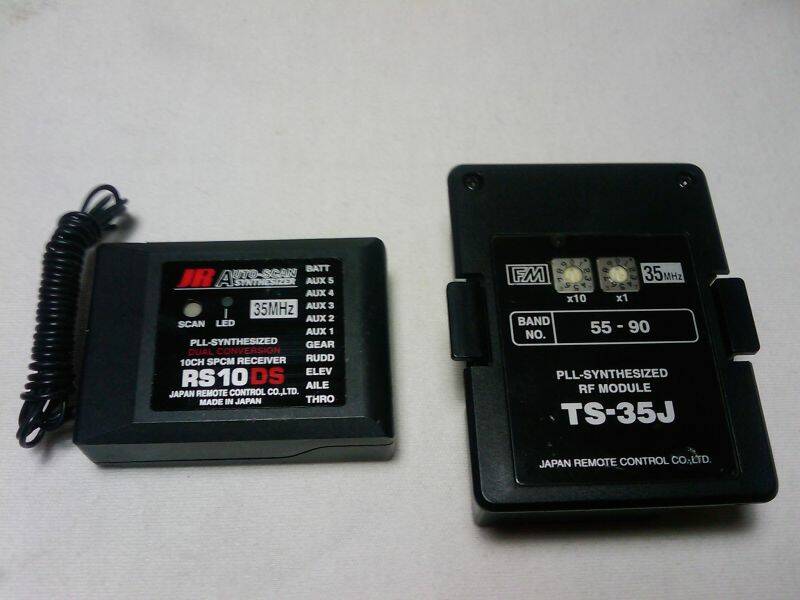 JR AUTO-SCAN
SYNTHESIZER
SCAN LED 35MHz
PLL-SYNTHESIZED
DUAL CONVERSION
10CH SPCM RECEIVER
RS10DS
JAPAN REMOTE CONTROL CO.,LTD.
MADE IN JAPAN
BATT
AUX 5
AUX 4
AUX 3
AUX 2
AUX 1
GEAR
RUDD
ELEV
AILE
THRO
FM 35MHz
x10 x1
BAND NO. 55 - 90
PLL-SYNTHESIZED
RF MODULE
TS-35J
JAPAN REMOTE CONTROL CO.,LTD.